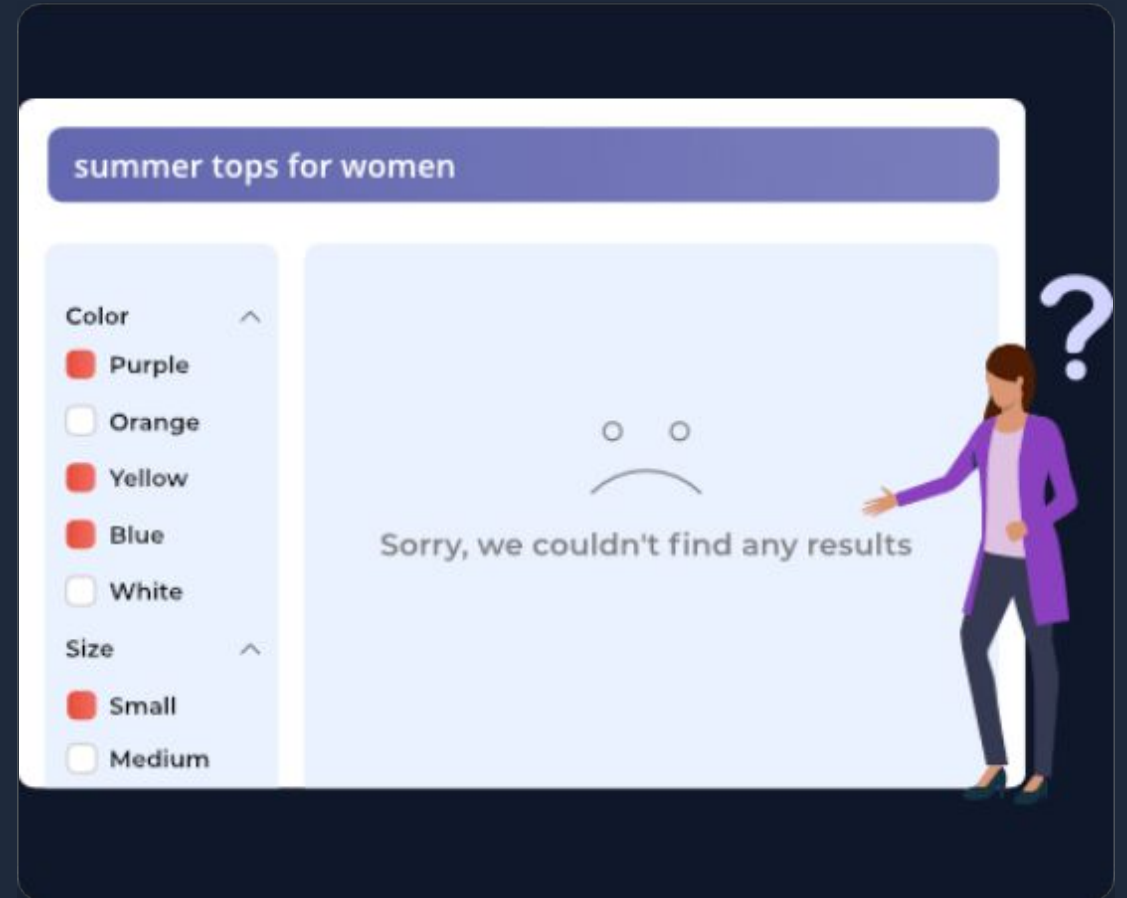 summer tops for women
Color
Purple
Orange
Yellow
Blue
White
Size
Small
Medium
Sorry, we couldn't find any results
?